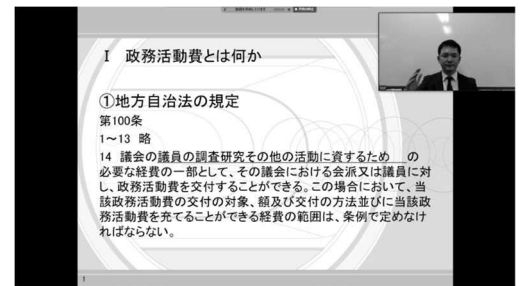 Ⅰ　政務活動費とは何か
①地方自治法の規定
第100条
1～13 略
14 議会の議員の調査研究その他の活動に資するため　の
必要な経費の一部として、その議会における会派又は議員に対
し、政務活動費を交付することができる。この場合において、当
該政務活動費の交付の対象、額及び交付の方法並びに当該政
務活動費を充てることができる経費の範囲は、条例で定めなけ
ればならない。
1